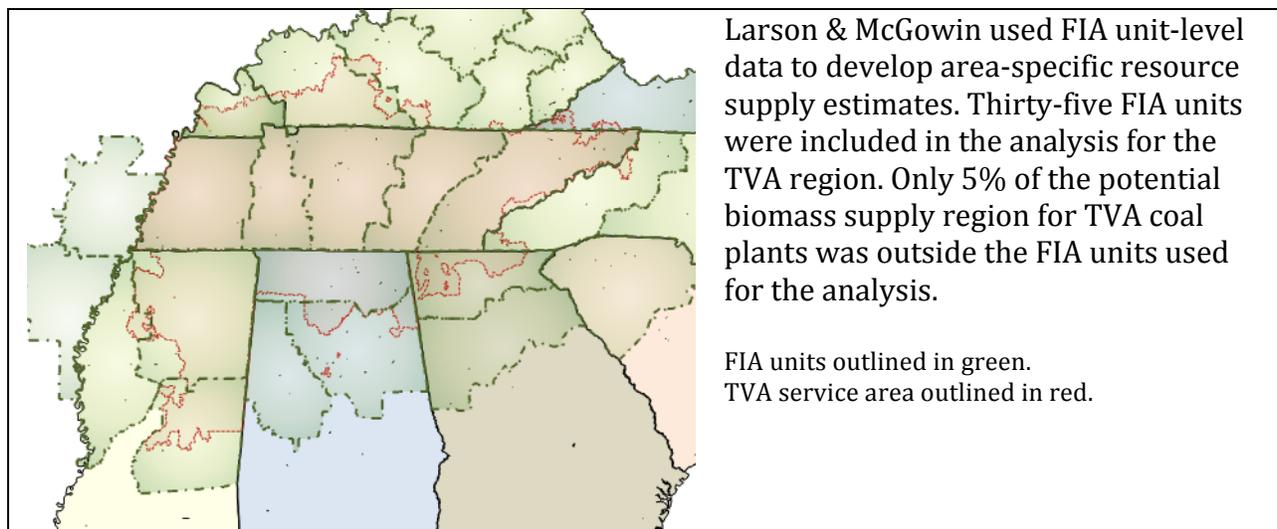 Larson & McGowin used FIA unit-level
data to develop area-specific resource
supply estimates. Thirty-five FIA units
were included in the analysis for the
TVA region. Only 5% of the potential
biomass supply region for TVA coal
plants was outside the FIA units used
for the analysis.
FIA units outlined in green.
TVA service area outlined in red.